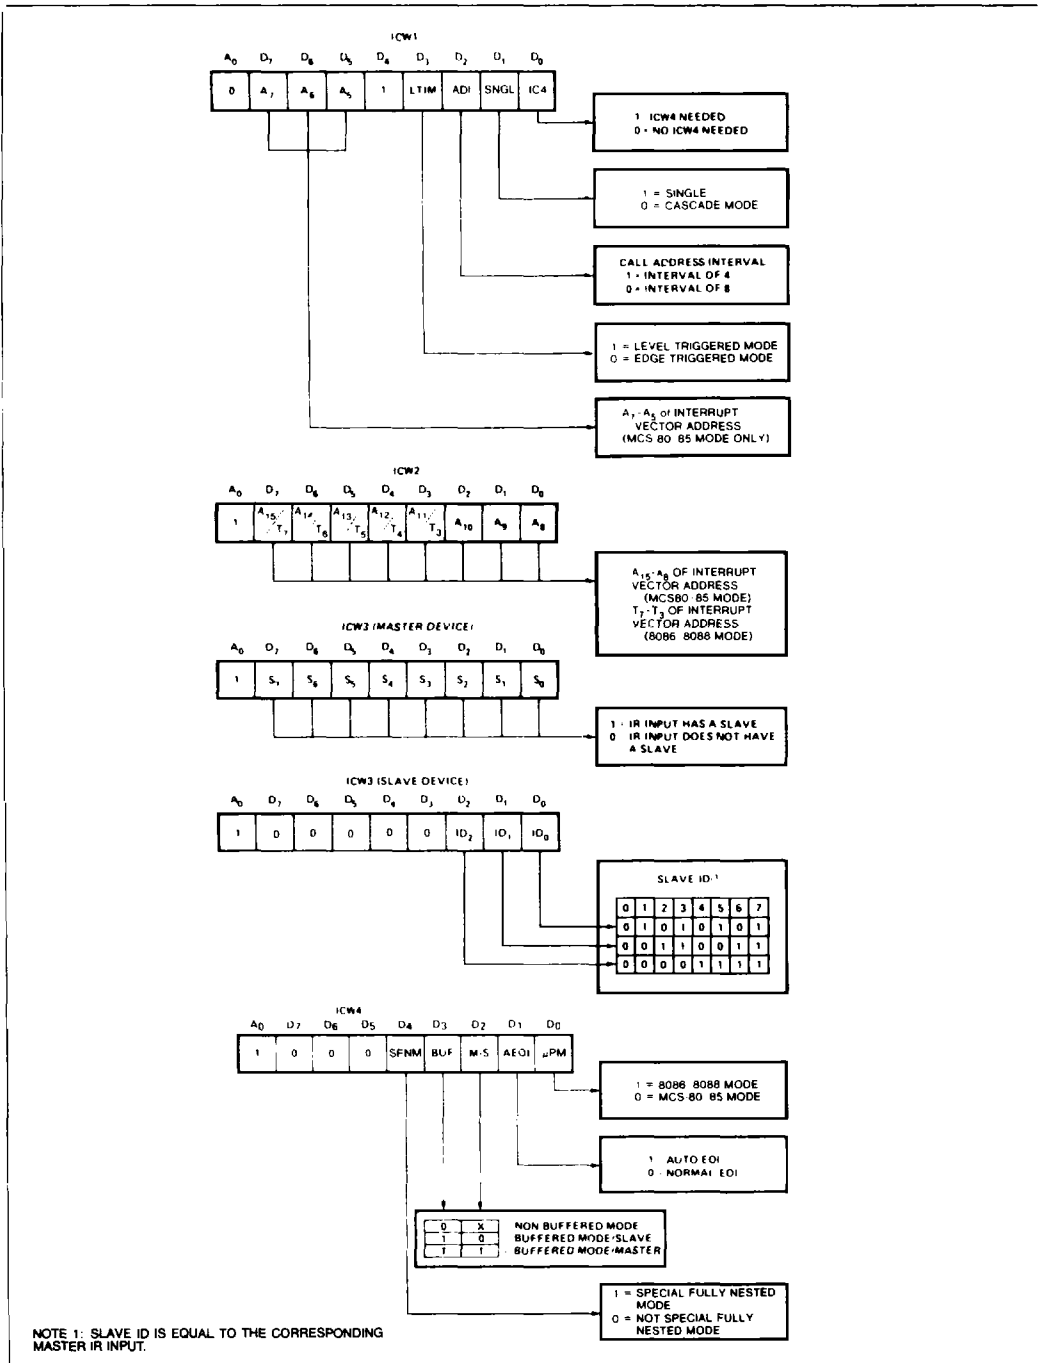 ICW1
A0 D7 D6 D5 D4 D3 D2 D1 D0
0 A7 A6 A5 1 LTIM ADI SNGL IC4
1 ICW4 NEEDED
0 = NO ICW4 NEEDED
1 = SINGLE
0 = CASCADE MODE
CALL ADDRESS INTERVAL
1 = INTERVAL OF 4
0 = INTERVAL OF 8
1 = LEVEL TRIGGERED MODE
0 = EDGE TRIGGERED MODE
A7-A5 of INTERRUPT
VECTOR ADDRESS
(MCS 80 85 MODE ONLY)
ICW2
A0 D7 D6 D5 D4 D3 D2 D1 D0
1 A15/T7 A14/T6 A13/T5 A12/T4 A11/T3 A10 A9 A8
A15-A8 OF INTERRUPT
VECTOR ADDRESS
(MCS80 85 MODE)
T7-T3 OF INTERRUPT
VECTOR ADDRESS
(8086 8088 MODE)
ICW3 (MASTER DEVICE)
A0 D7 D6 D5 D4 D3 D2 D1 D0
1 S7 S6 S5 S4 S3 S2 S1 S0
1 IR INPUT HAS A SLAVE
0 IR INPUT DOES NOT HAVE
A SLAVE
ICW3 (SLAVE DEVICE)
A0 D7 D6 D5 D4 D3 D2 D1 D0
1 0 0 0 0 0 ID2 ID1 ID0
SLAVE ID 1
0 1 2 3 4 5 6 7
0 1 0 1 0 1 0 1
0 0 1 1 0 0 1 1
0 0 0 0 1 1 1 1
ICW4
A0 D7 D6 D5 D4 D3 D2 D1 D0
1 0 0 0 SFNM BUF M-S AEOI µPM
1 = 8086 8088 MODE
0 = MCS-80 85 MODE
1 AUTO EOI
0 - NORMAL EOI
0 X NON BUFFERED MODE
1 0 BUFFERED MODE/SLAVE
1 1 BUFFERED MODE/MASTER
1 = SPECIAL FULLY NESTED
MODE
0 = NOT SPECIAL FULLY
NESTED MODE
NOTE 1: SLAVE ID IS EQUAL TO THE CORRESPONDING
MASTER IR INPUT.